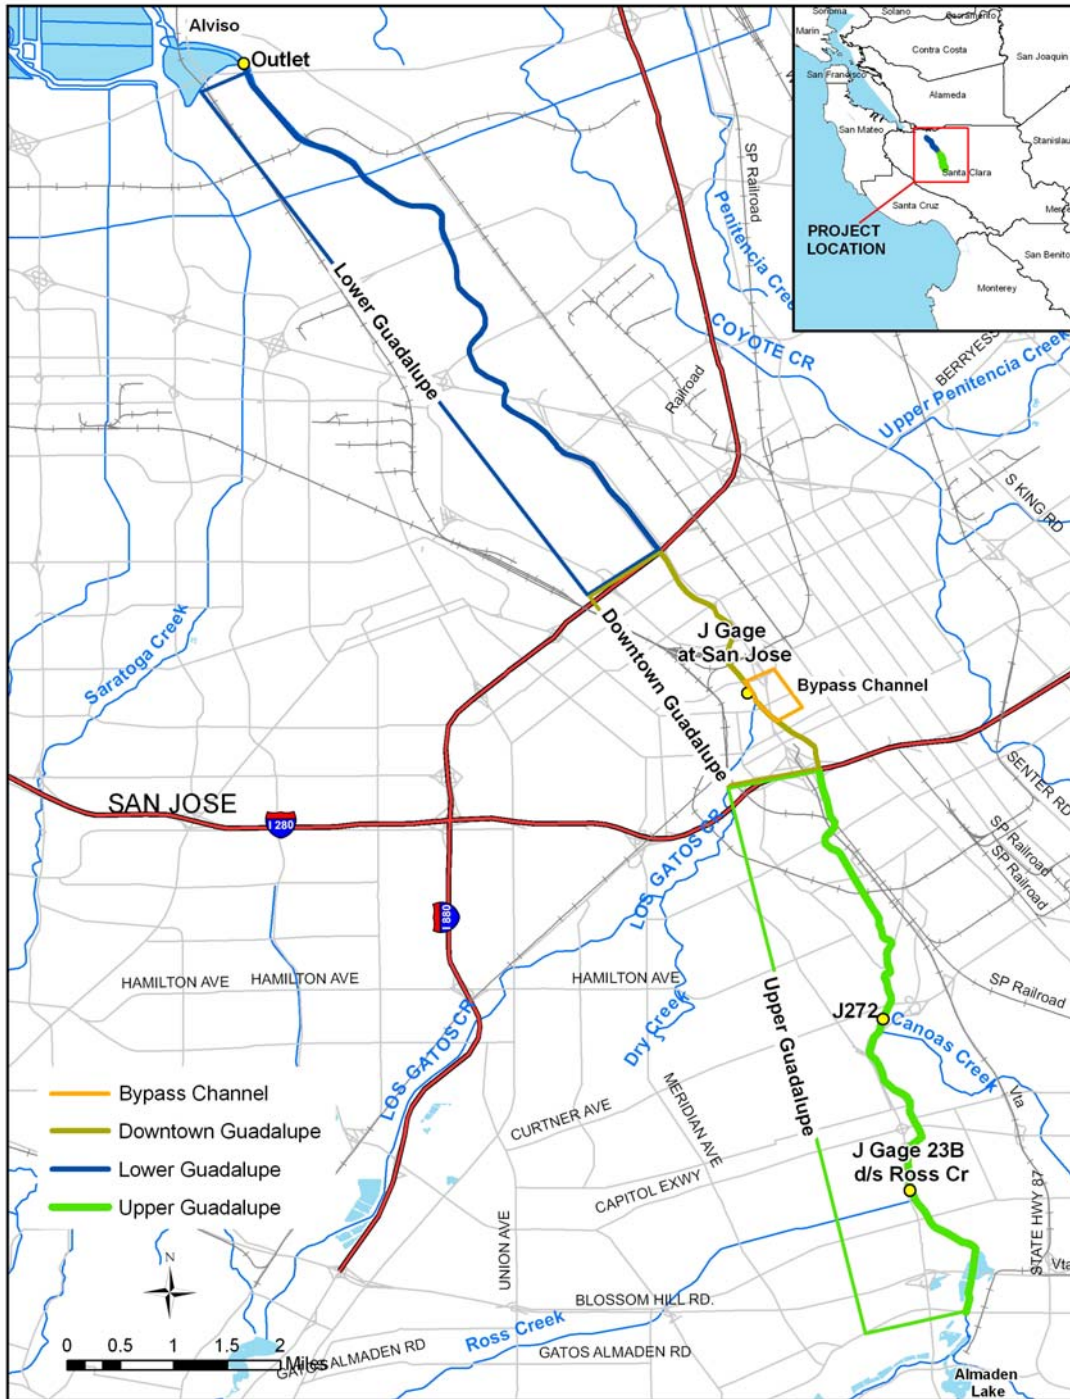 Alviso
Outlet
Sonoma
Solano
Sacramento
Marin
Contra Costa
San Joaquin
San Francisco
Alameda
San Mateo
Stanislau
Santa Clara
Santa Cruz
Merce
PROJECT
LOCATION
San Benito
Monterey
SP Railroad
Penitencia Creek
Lower Guadalupe
COYOTE CR
BERRYESS
Railroad
Upper Penitencia Creek
S KING RD
Saratoga Creek
Downtown Guadalupe
J Gage
at San Jose
Bypass Channel
SAN JOSE
I 280
SENTER RD
SP Railroad
SP Railroad
LOS GATOS CR
I 880
HAMILTON AVE
HAMILTON AVE
HAMILTON AVE
SP Railroad
Upper Guadalupe
J272
Canoas Creek
Dry Creek
LOS GATOS CR
Vta
MERIDIAN AVE
CURTNER AVE
Bypass Channel
Downtown Guadalupe
Lower Guadalupe
Upper Guadalupe
J Gage 23B
d/s Ross Cr
CAPITOL EXWY
STATE HWY 87
UNION AVE
Vta
N
BLOSSOM HILL RD.
Ross Creek
GATOS ALMADEN RD
GATOS ALMADEN RD
0 0.5 1 1.5 2
Miles
Almaden
Lake